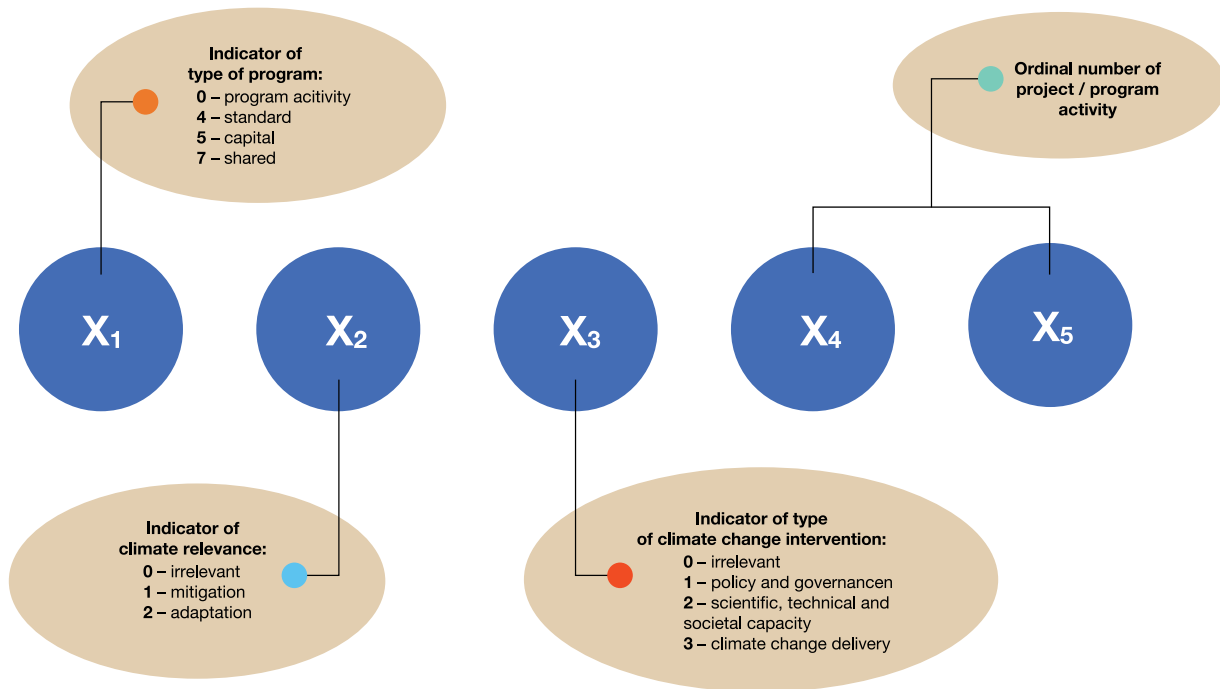 Indicator of
type of program:
0 – program acitivity
4 – standard
5 – capital
7 – shared
Ordinal number of
project / program
activity
X1
X2
X3
X4
X5
Indicator of
climate relevance:
0 – irrelevant
1 – mitigation
2 – adaptation
Indicator of type
of climate change intervention:
0 – irrelevant
1 – policy and governancen
2 – scientific, technical and
societal capacity
3 – climate change delivery